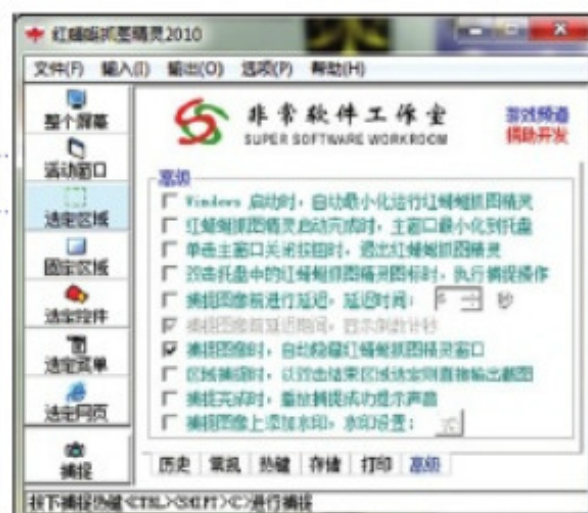 红蜻蜓抓图精灵2010
文件(F) 输入(I) 输出(O) 选项(P) 帮助(H)
整个屏幕
活动窗口
选定区域
固定区域
选定控件
选定菜单
选定网页
捕捉
非常软件工作室
SUPER SOFTWARE WORKROOM
游戏频道
捐助开发
高级
Windows 启动时，自动最小化运行红蜻蜓抓图精灵
红蜻蜓抓图精灵启动完成时，主窗口最小化到托盘
单击主窗口关闭按钮时，退出红蜻蜓抓图精灵
双击托盘中的红蜻蜓抓图精灵图标时，执行捕捉操作
捕捉图像前进行延迟，延迟时间： 5 秒
捕捉图像前延迟期间，显示倒数计秒
捕捉图像时，自动隐藏红蜻蜓抓图精灵窗口
区域捕捉时，以双击结束区域选定则直接输出截图
捕捉完成时，播放捕捉成功提示声音
捕捉图像上添加水印，水印设置：
历史 常规 热键 存储 打印 高级
按下捕捉热键<CTRL><SHIFT><C>进行捕捉